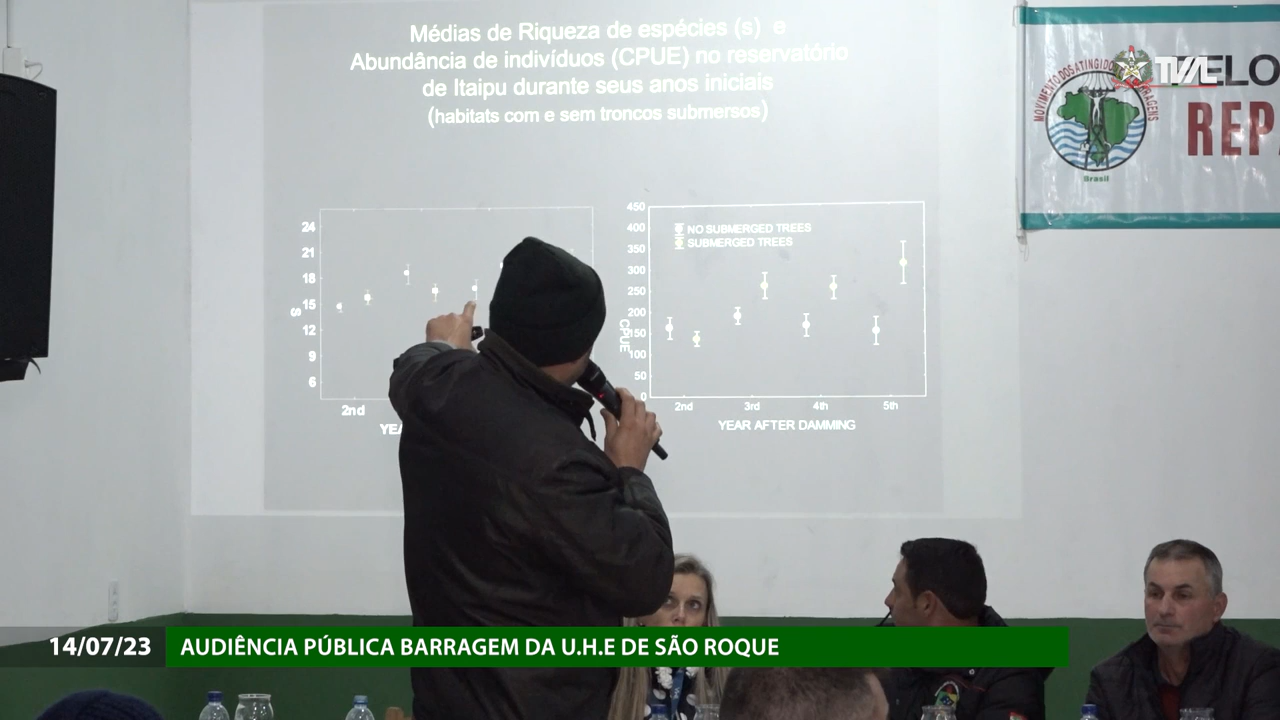 Médias de Riqueza de espécies (s) e
Abundância de indivíduos (CPUE) no reservatório
de Itaipu durante seus anos iniciais
(habitats com e sem troncos submersos)
24
21
18
15
12
9
6
S
2nd
450
400
350
300
250
200
150
100
50
0
CPUE
NO SUBMERGED TREES
SUBMERGED TREES
2nd 3rd 4th 5th
YEAR AFTER DAMMING
TVAL
REP
Brasil
14/07/23
AUDIÊNCIA PÚBLICA BARRAGEM DA U.H.E DE SÃO ROQUE